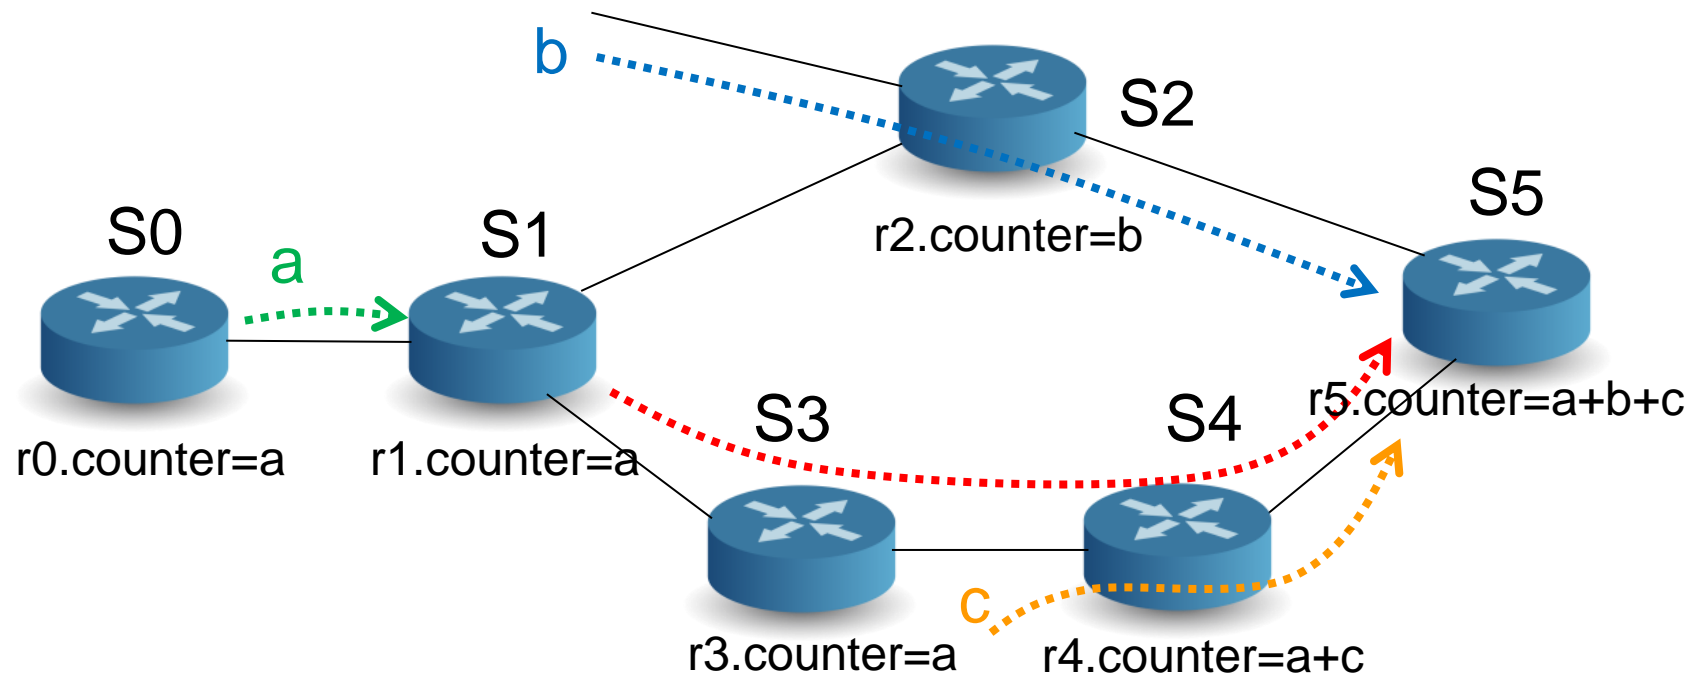 b
S2
S5
S0
S1
a
r2.counter=b
S3
S4
r5.counter=a+b+c
r0.counter=a
r1.counter=a
c
r3.counter=a
r4.counter=a+c